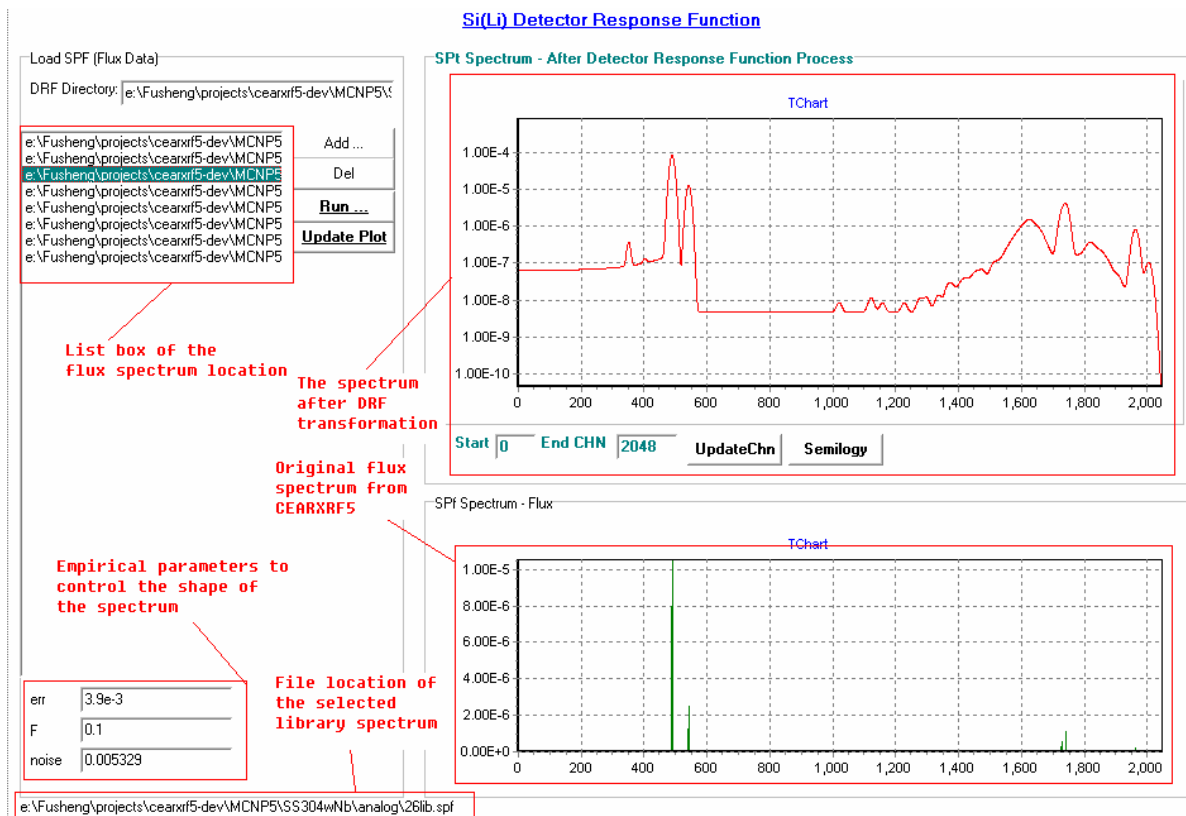 Si(Li) Detector Response Function
Load SPF (Flux Data)
DRF Directory: e:\Fusheng\projects\cearxrf5-dev\MCNP5\S
e:\Fusheng\projects\cearxrf5-dev\MCNP5
e:\Fusheng\projects\cearxrf5-dev\MCNP5
e:\Fusheng\projects\cearxrf5-dev\MCNP5
e:\Fusheng\projects\cearxrf5-dev\MCNP5
e:\Fusheng\projects\cearxrf5-dev\MCNP5
e:\Fusheng\projects\cearxrf5-dev\MCNP5
e:\Fusheng\projects\cearxrf5-dev\MCNP5
e:\Fusheng\projects\cearxrf5-dev\MCNP5
Add ...
Del
Run ...
Update Plot
List box of the
flux spectrum location
The spectrum
after DRF
transformation
Original flux
spectrum from
CEARXRF5
Empirical parameters to
control the shape of
the spectrum
File location of
the selected
library spectrum
err 3.9e-3
F 0.1
noise 0.005329
e:\Fusheng\projects\cearxrf5-dev\MCNP5\SS304wNb\analog\26lib.spf
SPt Spectrum - After Detector Response Function Process
TChart
1.00E-4
1.00E-5
1.00E-6
1.00E-7
1.00E-8
1.00E-9
1.00E-10
0 200 400 600 800 1,000 1,200 1,400 1,600 1,800 2,000
Start 0 End CHN 2048 UpdateChn Semilogy
SPf Spectrum - Flux
TChart
1.00E-5
8.00E-6
6.00E-6
4.00E-6
2.00E-6
0.00E+0
0 200 400 600 800 1,000 1,200 1,400 1,600 1,800 2,000